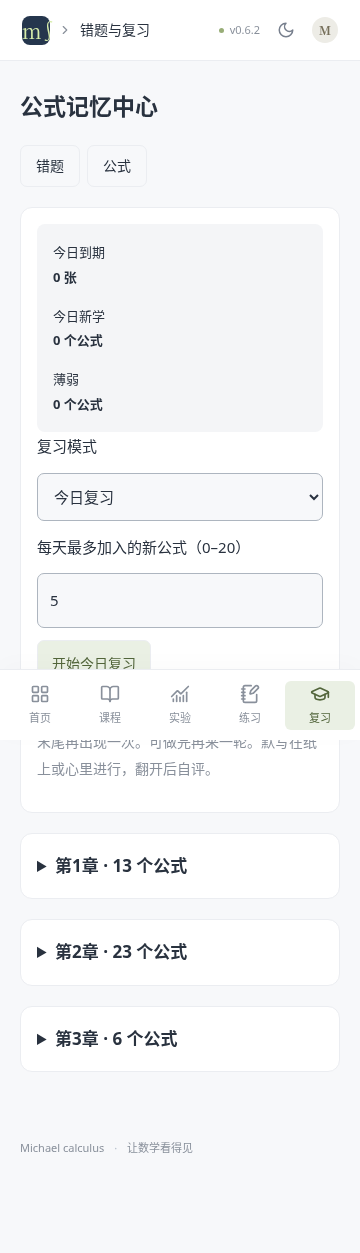 m∫
错题与复习
v0.6.2
M
公式记忆中心
错题
公式
今日到期
0 张
今日新学
0 个公式
薄弱
0 个公式
复习模式
今日复习
每天最多加入的新公式（0–20）
5
开始今日复习
首页
课程
实验
练习
复习
末尾再出现一次。可做完再来一轮。默写在纸
上或心里进行，翻开后自评。
第1章 · 13 个公式
第2章 · 23 个公式
第3章 · 6 个公式
Michael calculus · 让数学看得见